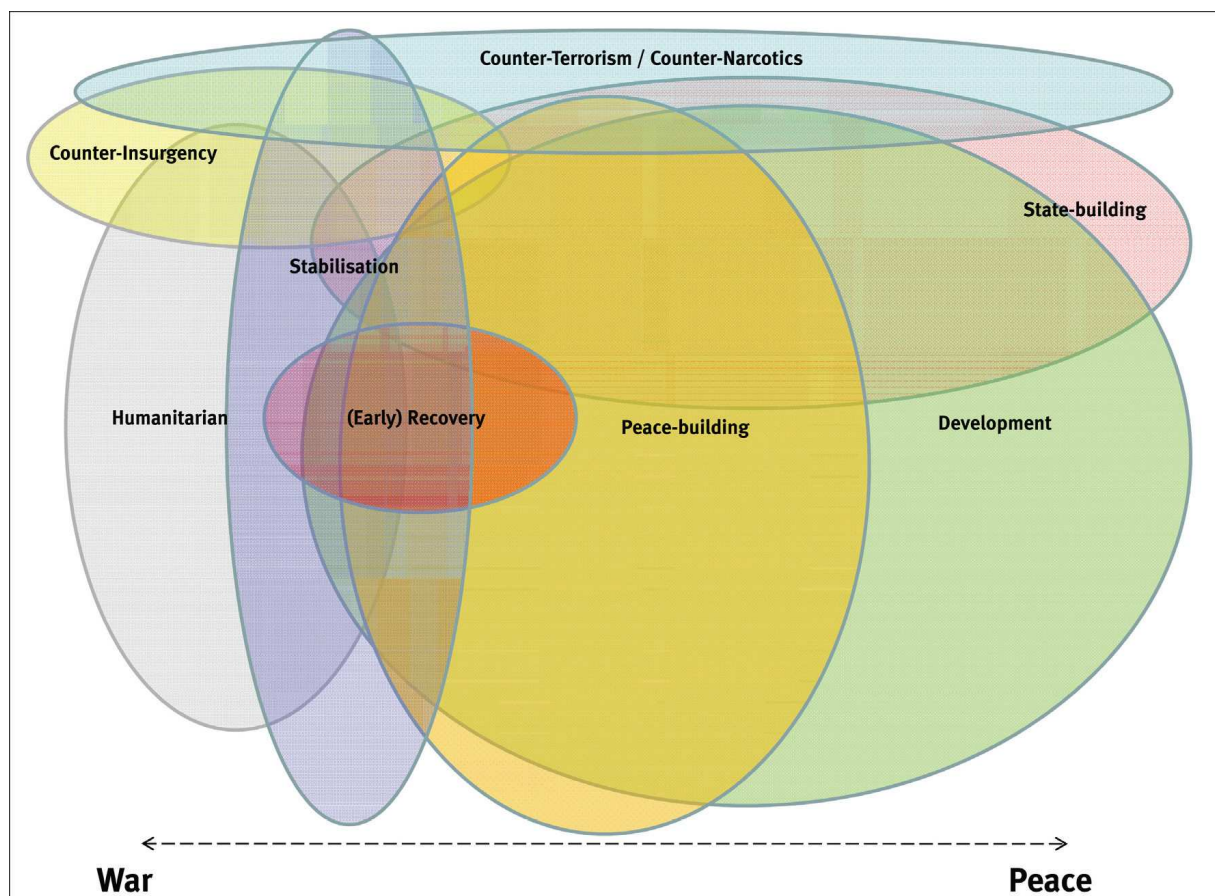 Counter-Terrorism / Counter-Narcotics
Counter-Insurgency
State-building
Stabilisation
Humanitarian
(Early) Recovery
Peace-building
Development
War
Peace